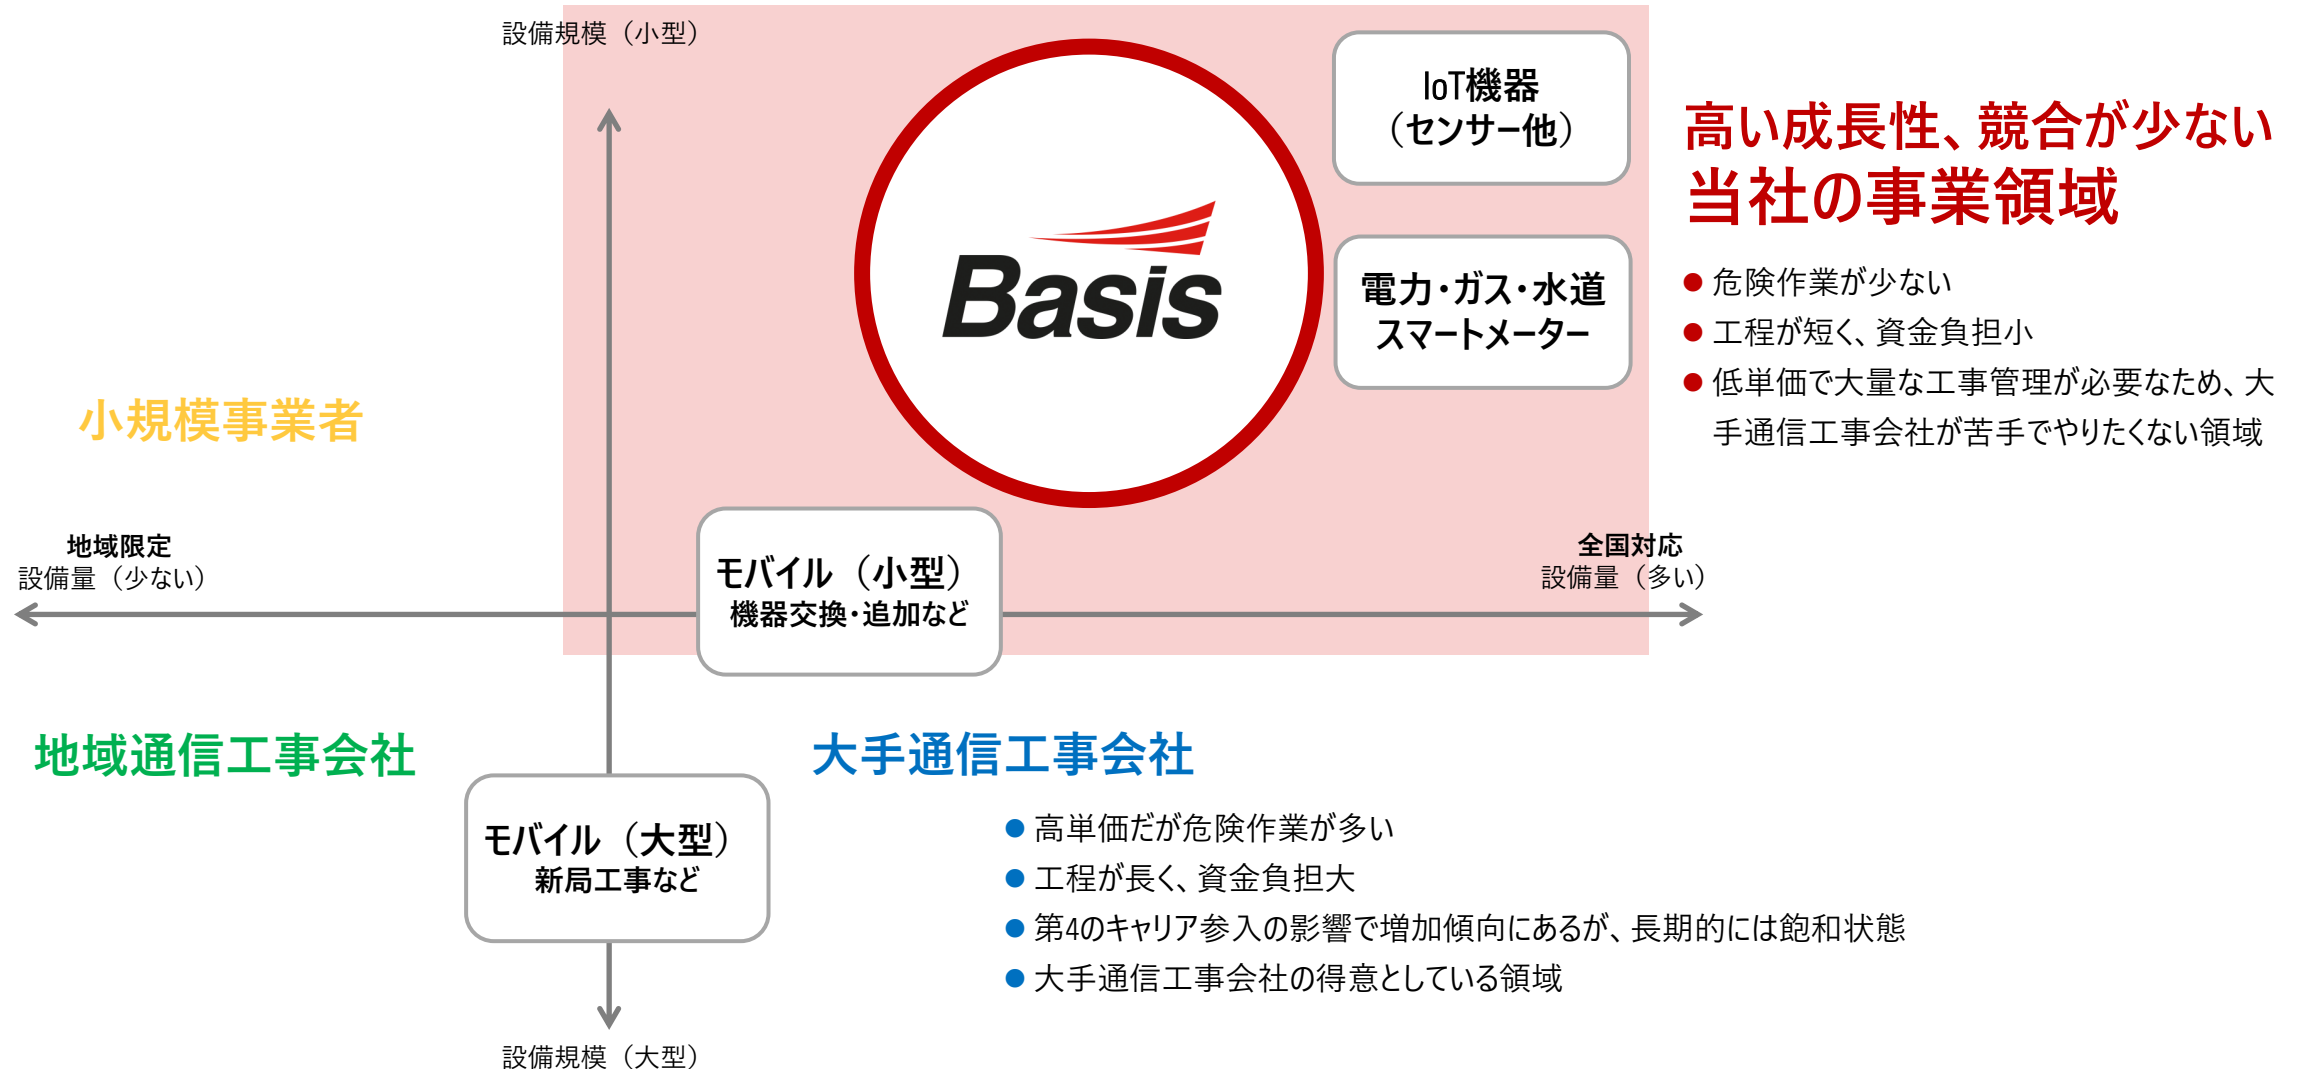 設備規模（小型）
Basis
IoT機器
（センサー他）
電力・ガス・水道
スマートメーター
高い成長性、競合が少ない
当社の事業領域
危険作業が少ない
工程が短く、資金負担小
低単価で大量な工事管理が必要なため、大
手通信工事会社が苦手でやりたくない領域
小規模事業者
地域限定
設備量（少ない）
モバイル（小型）
機器交換・追加など
全国対応
設備量（多い）
地域通信工事会社
大手通信工事会社
モバイル（大型）
新局工事など
高単価だが危険作業が多い
工程が長く、資金負担大
第4のキャリア参入の影響で増加傾向にあるが、長期的には飽和状態
大手通信工事会社の得意としている領域
設備規模（大型）